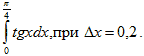 ∫₀^{π/4} tgxdx, при Δx = 0,2.